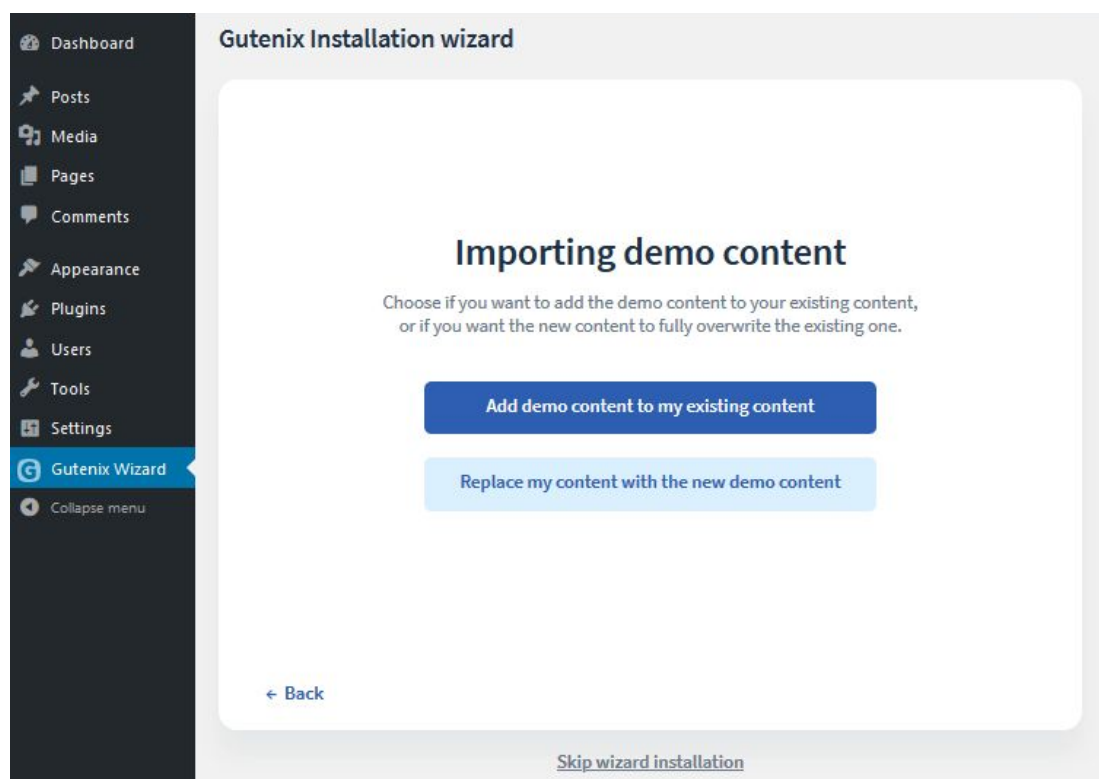 Dashboard
Posts
Media
Pages
Comments
Appearance
Plugins
Users
Tools
Settings
Gutenix Wizard
Collapse menu
Gutenix Installation wizard
Importing demo content
Choose if you want to add the demo content to your existing content,
or if you want the new content to fully overwrite the existing one.
Add demo content to my existing content
Replace my content with the new demo content
← Back
Skip wizard installation